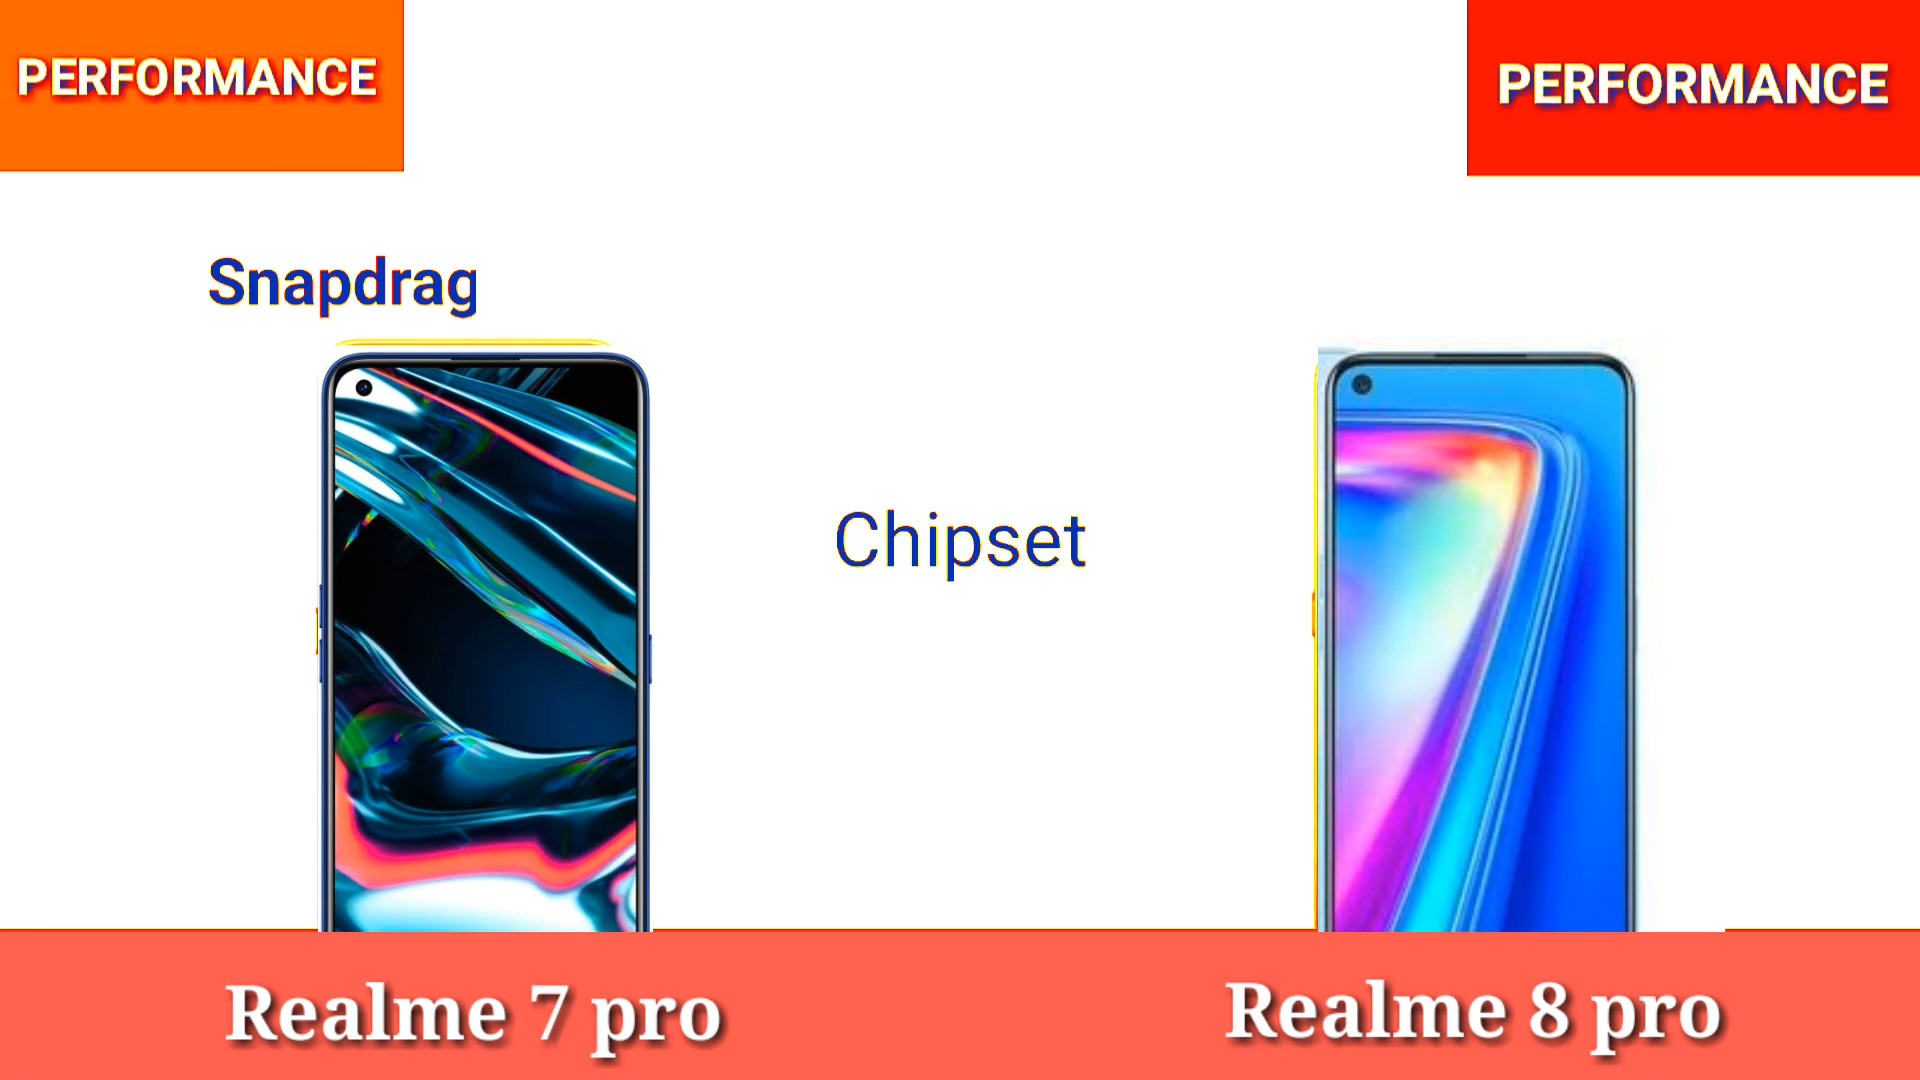 PERFORMANCE
PERFORMANCE
Snapdrag
Chipset
Realme 7 pro
Realme 8 pro